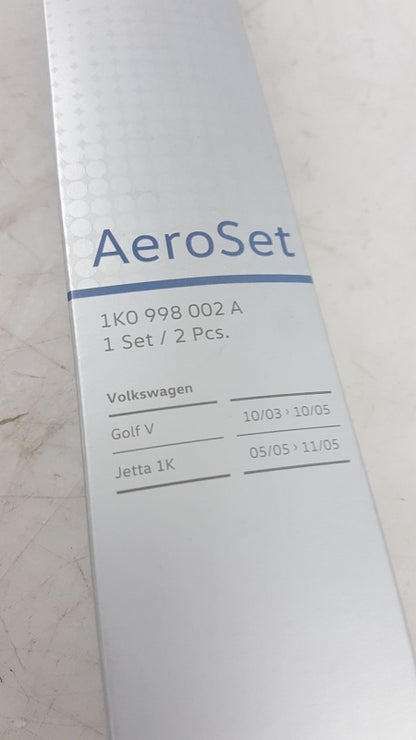 AeroSet
1K0 998 002 A
1 Set / 2 Pcs.
Volkswagen
Golf V 10/03 › 10/05
Jetta 1K 05/05 › 11/05